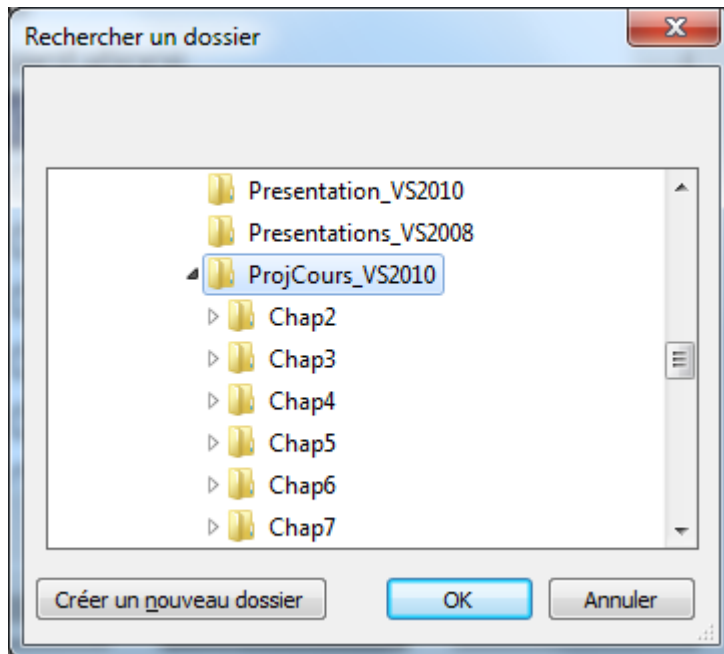 Rechercher un dossier
Presentation_VS2010
Presentations_VS2008
ProjCours_VS2010
Chap2
Chap3
Chap4
Chap5
Chap6
Chap7
Créer un nouveau dossier OK Annuler